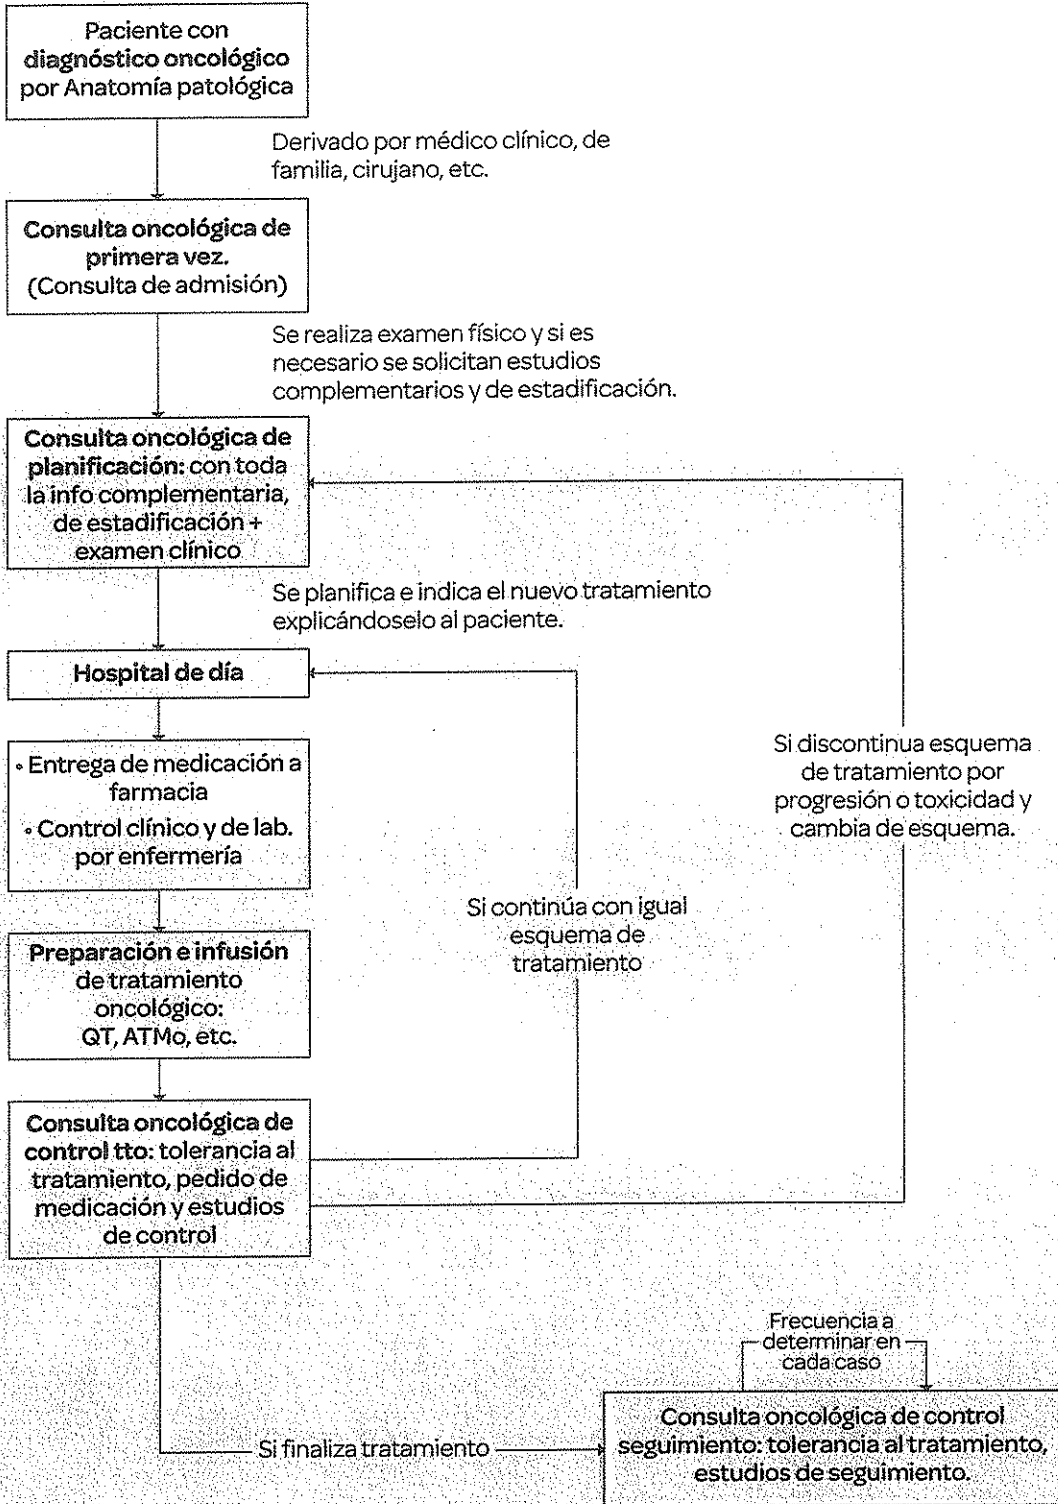 Paciente con
diagnóstico oncológico
por Anatomía patológica
Derivado por médico clínico, de
familia, cirujano, etc.
Consulta oncológica de
primera vez.
(Consulta de admisión)
Se realiza examen físico y si es
necesario se solicitan estudios
complementarios y de estadificación.
Consulta oncológica de
planificación: con toda
la info complementaria,
de estadificación +
examen clínico
Se planifica e indica el nuevo tratamiento
explicándoselo al paciente.
Hospital de día
• Entrega de medicación a
farmacia
• Control clínico y de lab.
por enfermería
Si discontinua esquema
de tratamiento por
progresión o toxicidad y
cambia de esquema.
Si continúa con igual
esquema de
tratamiento
Preparación e infusión
de tratamiento
oncológico:
QT, ATMo, etc.
Consulta oncológica de
control tto: tolerancia al
tratamiento, pedido de
medicación y estudios
de control
Frecuencia a
determinar en
cada caso
Si finaliza tratamiento
Consulta oncológica de control
seguimiento: tolerancia al tratamiento,
estudios de seguimiento.